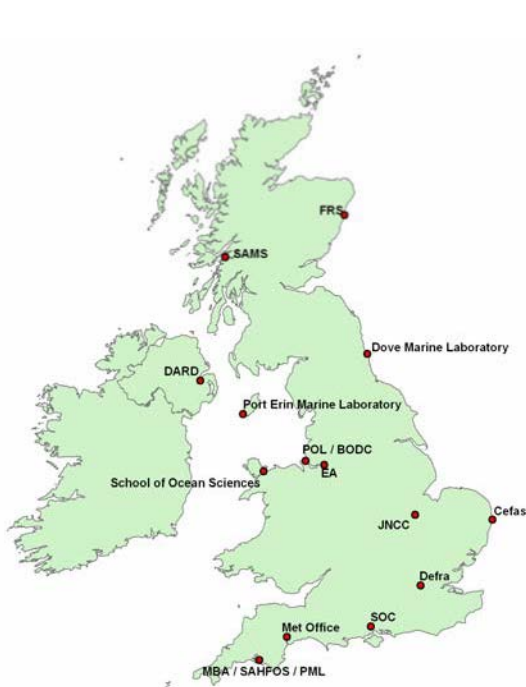 FRS
SAMS
Dove Marine Laboratory
DARD
Port Erin Marine Laboratory
POL / BODC
EA
School of Ocean Sciences
Cefas
JNCC
Defra
SOC
Met Office
MBA / SAHFOS / PML